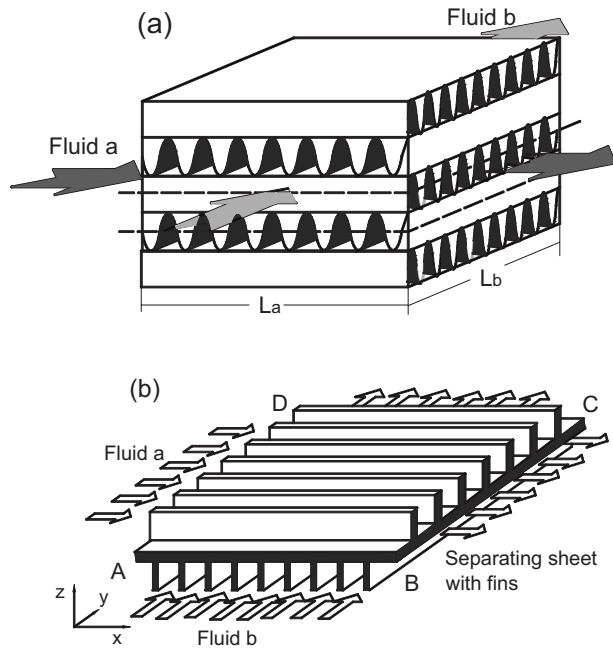 (a)
Fluid b
Fluid a
La
Lb
(b)
D
C
Fluid a
A
B
Separating sheet
with fins
z
y
x
Fluid b